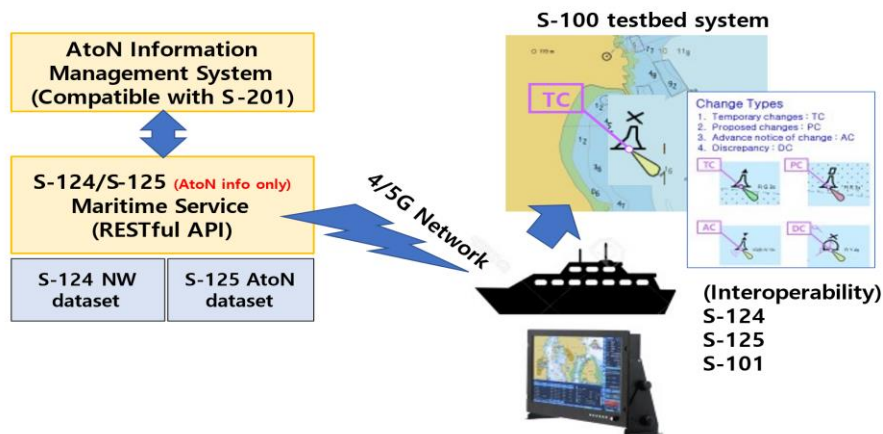 S-100 testbed system
AtoN Information
Management System
(Compatible with S-201)
S-124/S-125 (AtoN info only)
Maritime Service
(RESTful API)
S-124 NW
dataset
S-125 AtoN
dataset
4/5G Network
TC
Change Types
1. Temporary changes : TC
2. Proposed changes : PC
3. Advance notice of change : AC
4. Discrepancy : DC
TC
PC
AC
DC
(Interoperability)
S-124
S-125
S-101